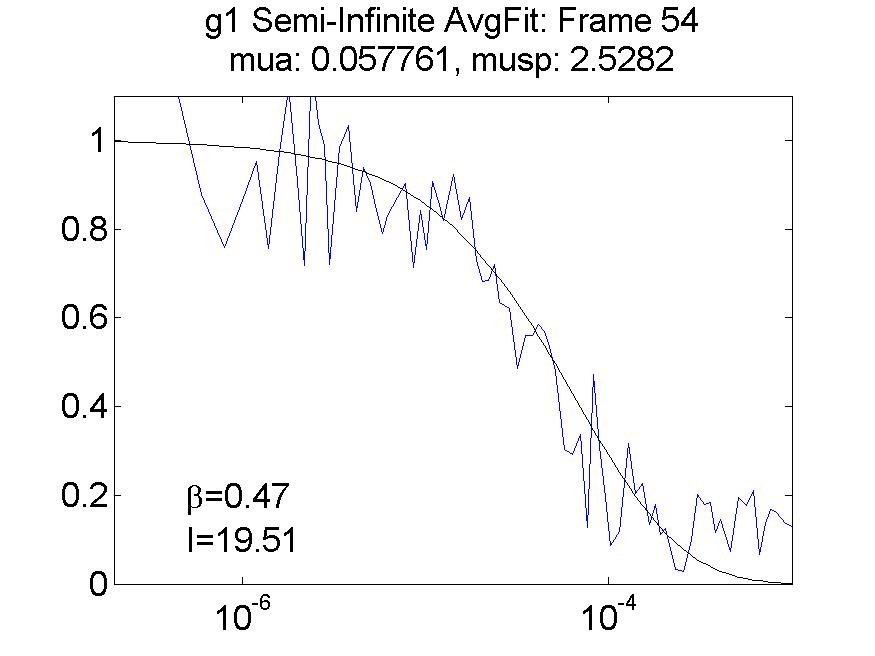 g1 Semi-Infinite AvgFit: Frame 54
mua: 0.057761, musp: 2.5282
1
0.8
0.6
0.4
0.2
0
β=0.47
I=19.51
10^-6
10^-4